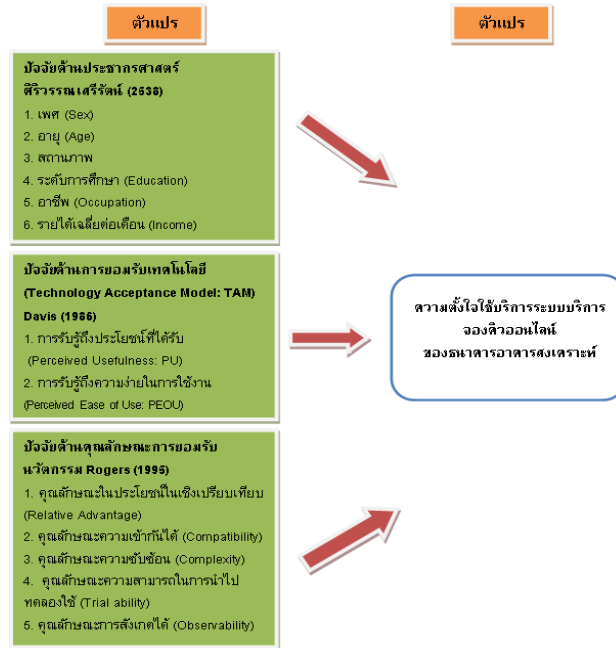 ตัวแปร
ตัวแปร
ปัจจัยด้านประชากรศาสตร์
ศิริวรรณเสรีรัตน์ (2538)
1. เพศ (Sex)
2. อายุ (Age)
3. สถานภาพ
4. ระดับการศึกษา (Education)
5. อาชีพ (Occupation)
6. รายได้เฉลี่ยต่อเดือน (Income)
ปัจจัยด้านการยอมรับเทคโนโลยี
(Technology Acceptance Model: TAM)
Davis (1986)
1. การรับรู้ถึงประโยชน์ที่ได้รับ
(Perceived Usefulness: PU)
2. การรับรู้ถึงความง่ายในการใช้งาน
(Perceived Ease of Use: PEOU)
ความตั้งใจใช้บริการระบบบริการ
จองคิวออนไลน์
ของธนาคารอาคารสงเคราะห์
ปัจจัยด้านคุณลักษณะการยอมรับ
นวัตกรรม Rogers (1995)
1. คุณลักษณะในประโยชน์ในเชิงเปรียบเทียบ
(Relative Advantage)
2. คุณลักษณะความเข้ากันได้ (Compatibility)
3. คุณลักษณะความซับซ้อน (Complexity)
4. คุณลักษณะความสามารถในการนำไป
ทดลองใช้ (Trial ability)
5. คุณลักษณะการสังเกตได้ (Observability)